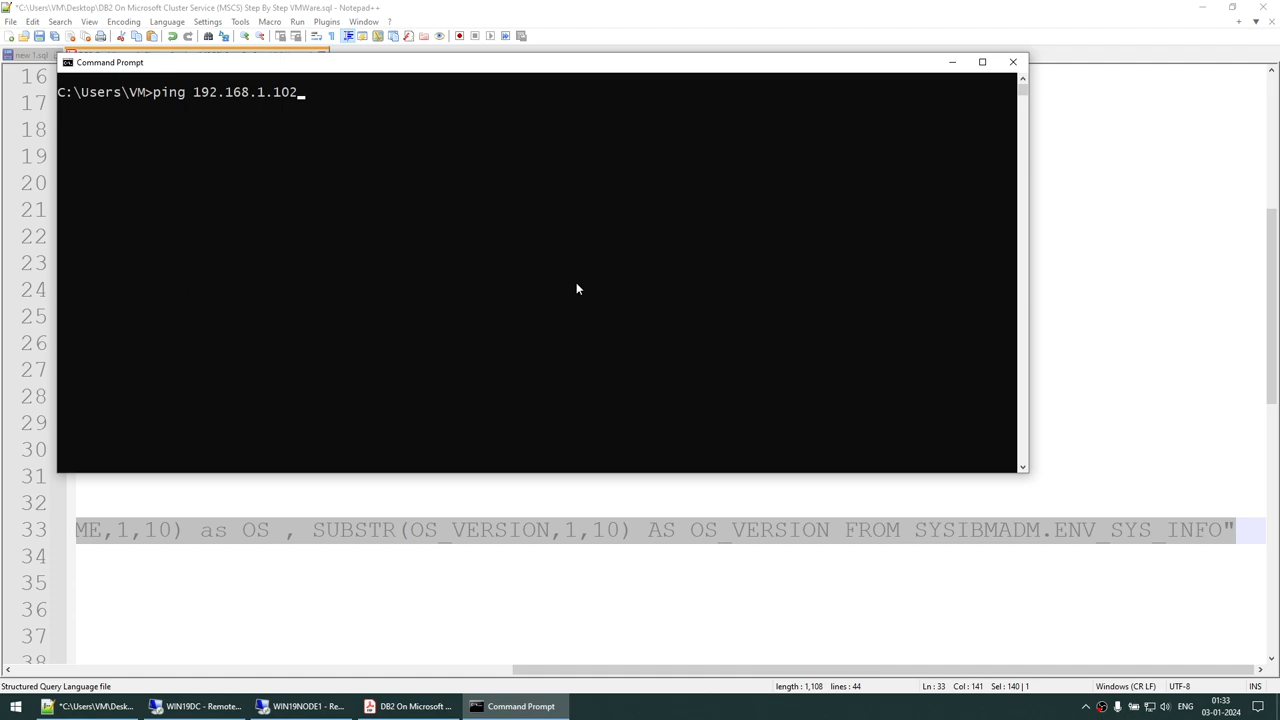 *C:\Users\VM\Desktop\DB2 On Microsoft Cluster Service (MSCS) Step By Step VMWare.sql - Notepad++
File Edit Search View Encoding Language Settings Tools Macro Run Plugins Window ?
new 1.sql
Command Prompt
C:\Users\VM>ping 192.168.1.102
16
17
18
19
20
21
22
23
24
25
26
27
28
29
30
31
32
33 ME,1,10) as OS , SUBSTR(OS_VERSION,1,10) AS OS_VERSION FROM SYSIBMADM.ENV_SYS_INFO"
34
35
36
37
38
Structured Query Language file length : 1,108 lines : 44 Ln : 33 Col : 141 Sel : 140 | 1 Windows (CR LF) UTF-8 INS
*C:\Users\VM\Desk... WIN19DC - Remote... WIN19NODE1 - Re... DB2 On Microsoft ... Command Prompt 01:33
03-01-2024